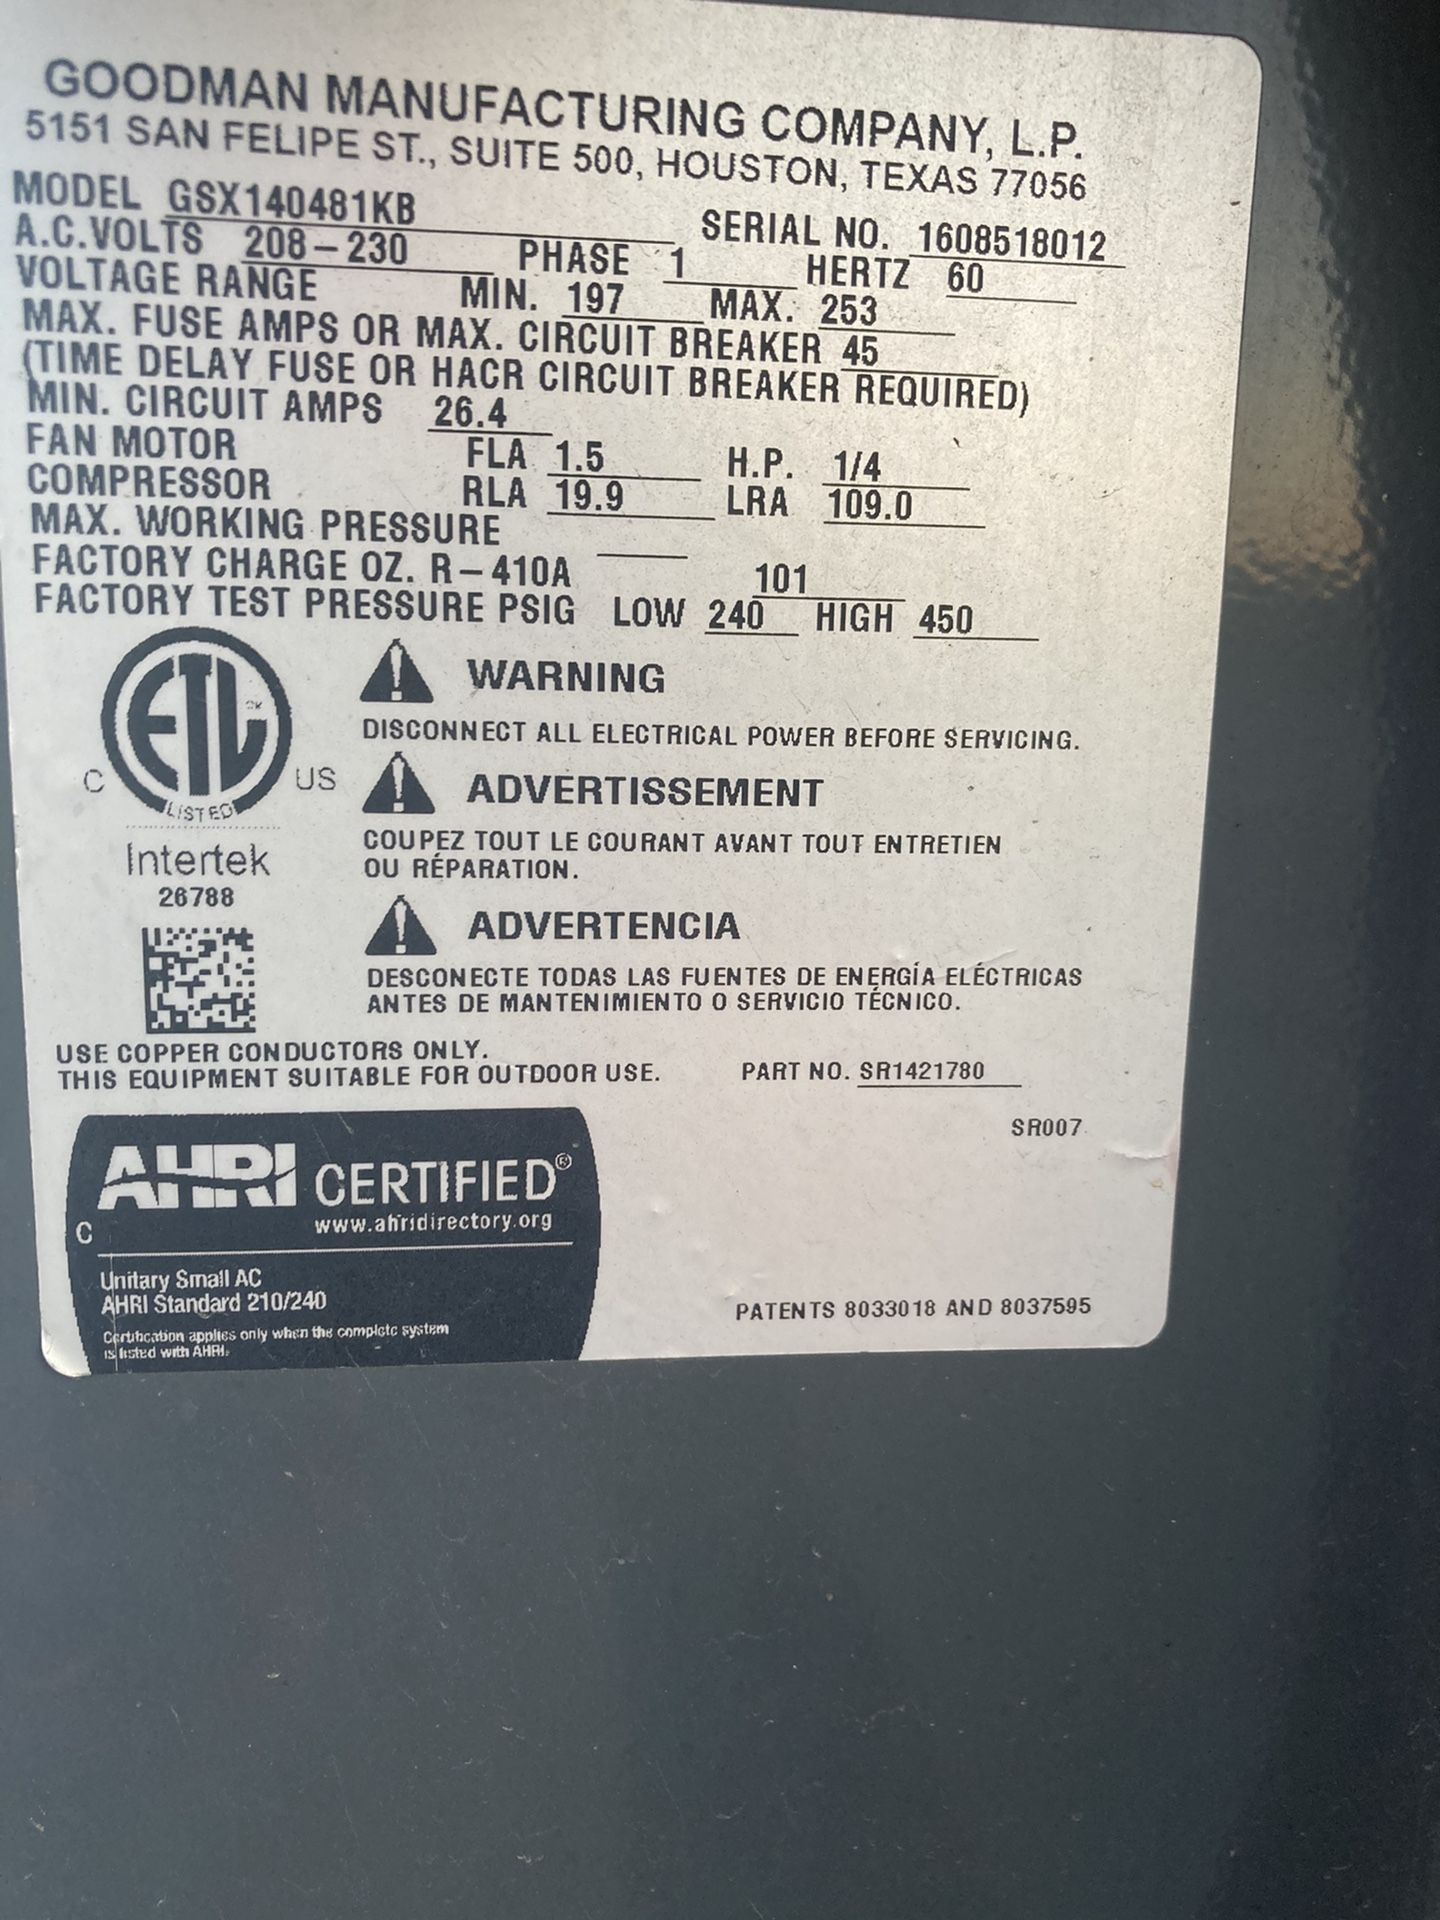 GOODMAN MANUFACTURING COMPANY, L.P.
5151 SAN FELIPE ST., SUITE 500, HOUSTON, TEXAS 77056
MODEL GSX140481KB SERIAL NO. 1608518012
A.C.VOLTS 208-230 PHASE 1 HERTZ 60
VOLTAGE RANGE MIN. 197 MAX. 253
MAX. FUSE AMPS OR MAX. CIRCUIT BREAKER 45
(TIME DELAY FUSE OR HACR CIRCUIT BREAKER REQUIRED)
MIN. CIRCUIT AMPS 26.4
FAN MOTOR FLA 1.5 H.P. 1/4
COMPRESSOR RLA 19.9 LRA 109.0
MAX. WORKING PRESSURE
FACTORY CHARGE OZ. R-410A 101
FACTORY TEST PRESSURE PSIG LOW 240 HIGH 450
ETL
LISTED
C US
Intertek
26788
WARNING
DISCONNECT ALL ELECTRICAL POWER BEFORE SERVICING.
ADVERTISSEMENT
COUPEZ TOUT LE COURANT AVANT TOUT ENTRETIEN
OU RÉPARATION.
ADVERTENCIA
DESCONECTE TODAS LAS FUENTES DE ENERGÍA ELÉCTRICAS
ANTES DE MANTENIMIENTO O SERVICIO TÉCNICO.
USE COPPER CONDUCTORS ONLY.
THIS EQUIPMENT SUITABLE FOR OUTDOOR USE. PART NO. SR1421780
SR007
AHRI CERTIFIED®
www.ahridirectory.org
C
Unitary Small AC
AHRI Standard 210/240
Certification applies only when the complete system
is listed with AHRI.
PATENTS 8033018 AND 8037595